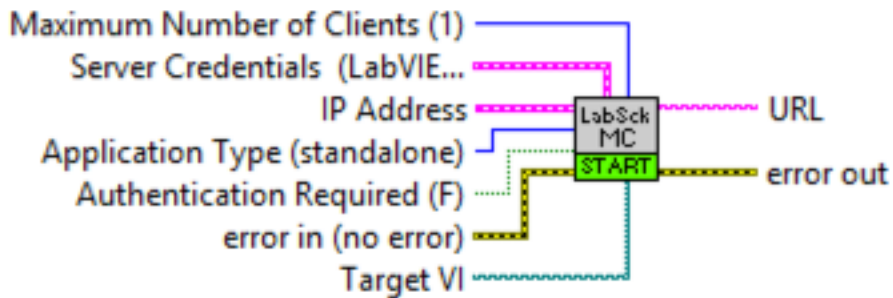 Maximum Number of Clients (1)
Server Credentials (LabVIE...
IP Address
Application Type (standalone)
Authentication Required (F)
error in (no error)
Target VI
LabSck
MC
START
URL
error out